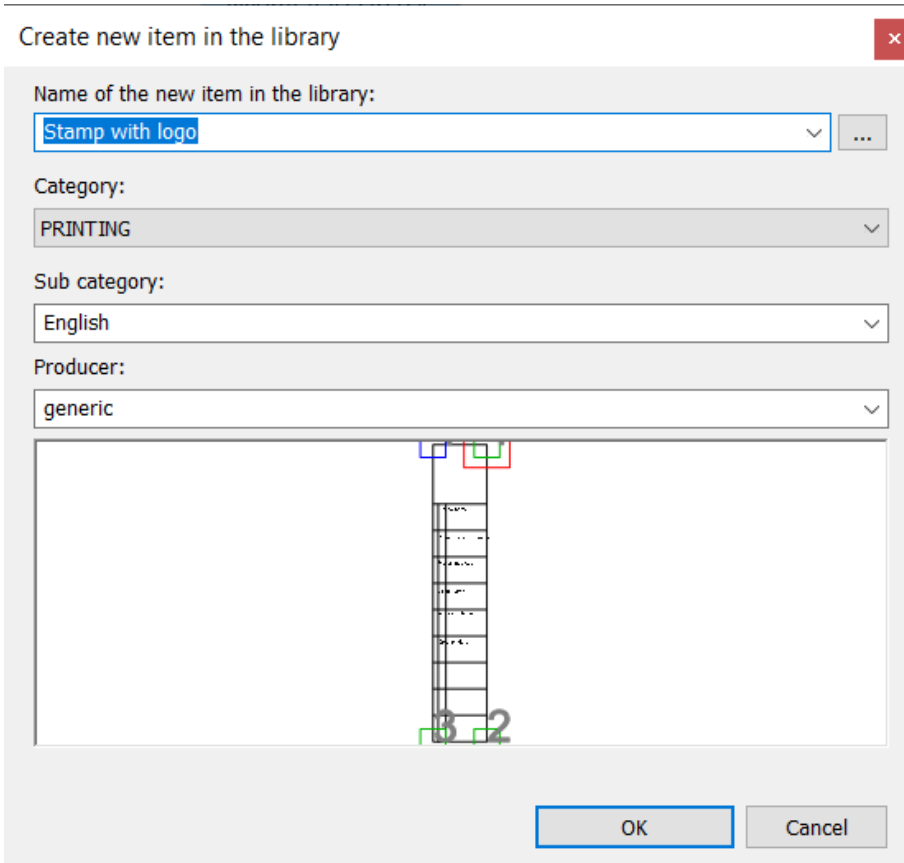 Create new item in the library
Name of the new item in the library:
Stamp with logo
...
Category:
PRINTING
Sub category:
English
Producer:
generic
3 2
OK Cancel